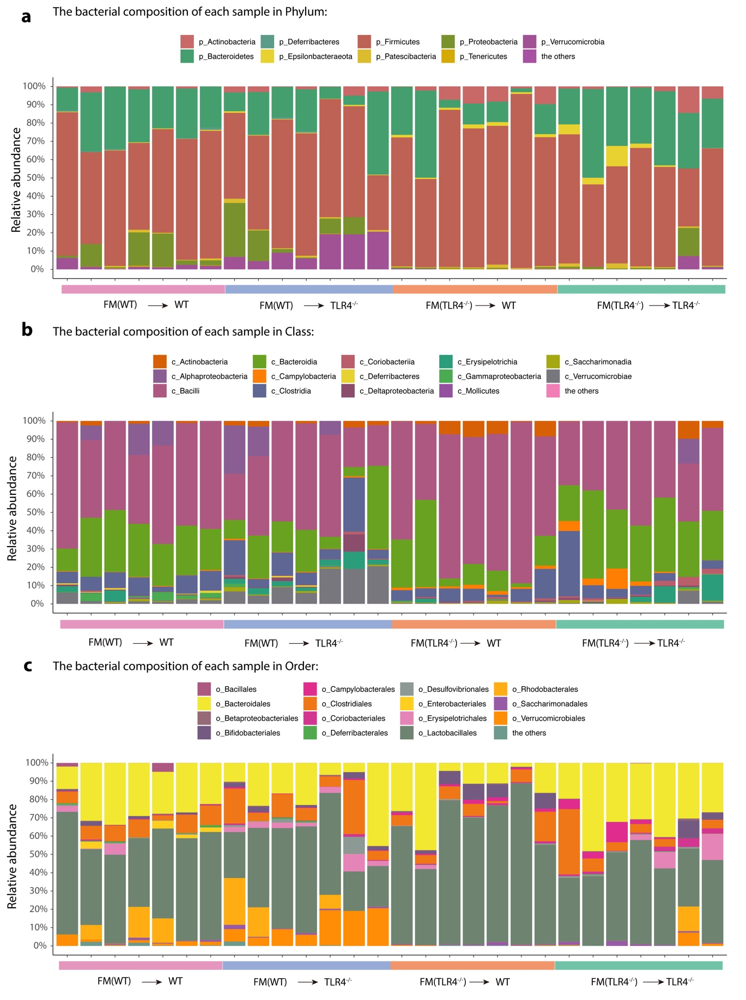 a
The bacterial composition of each sample in Phylum:
p_Actinobacteria p_Deferribacteres p_Firmicutes p_Proteobacteria p_Verrucomicrobia
p_Bacteroidetes p_Epsilonbacteraeota p_Patescibacteria p_Tenericutes the others
Relative abundance
100%
90%
80%
70%
60%
50%
40%
30%
20%
10%
0%
FM(WT) → WT FM(WT) → TLR4-/- FM(TLR4-/-) → WT FM(TLR4-/-) → TLR4-/-
b
The bacterial composition of each sample in Class:
c_Actinobacteria c_Bacteroidia c_Coriobacteriia c_Erysipelotrichia c_Saccharimonadia
c_Alphaproteobacteria c_Campylobacteria c_Deferribacteres c_Gammaproteobacteria c_Verrucomicrobiae
c_Bacilli c_Clostridia c_Deltaproteobacteria c_Mollicutes the others
Relative abundance
100%
90%
80%
70%
60%
50%
40%
30%
20%
10%
0%
FM(WT) → WT FM(WT) → TLR4-/- FM(TLR4-/-) → WT FM(TLR4-/-) → TLR4-/-
c
The bacterial composition of each sample in Order:
o_Bacillales o_Campylobacterales o_Desulfovibrionales o_Rhodobacterales
o_Bacteroidales o_Clostridiales o_Enterobacteriales o_Saccharimonadales
o_Betaproteobacteriales o_Coriobacteriales o_Erysipelotrichales o_Verrucomicrobiales
o_Bifidobacteriales o_Deferribacterales o_Lactobacillales the others
Relative abundance
100%
90%
80%
70%
60%
50%
40%
30%
20%
10%
0%
FM(WT) → WT FM(WT) → TLR4-/- FM(TLR4-/-) → WT FM(TLR4-/-) → TLR4-/-